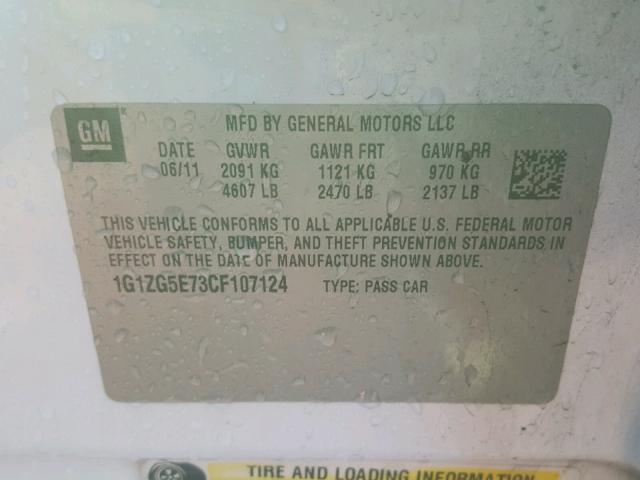 GM
MFD BY GENERAL MOTORS LLC
DATE GVWR GAWR FRT GAWR RR
06/11 2091 KG 1121 KG 970 KG
4607 LB 2470 LB 2137 LB
THIS VEHICLE CONFORMS TO ALL APPLICABLE U.S. FEDERAL MOTOR
VEHICLE SAFETY, BUMPER, AND THEFT PREVENTION STANDARDS IN
EFFECT ON THE DATE OF MANUFACTURE SHOWN ABOVE.
1G1ZG5E73CF107124 TYPE: PASS CAR
TIRE AND LOADING INFORMATION